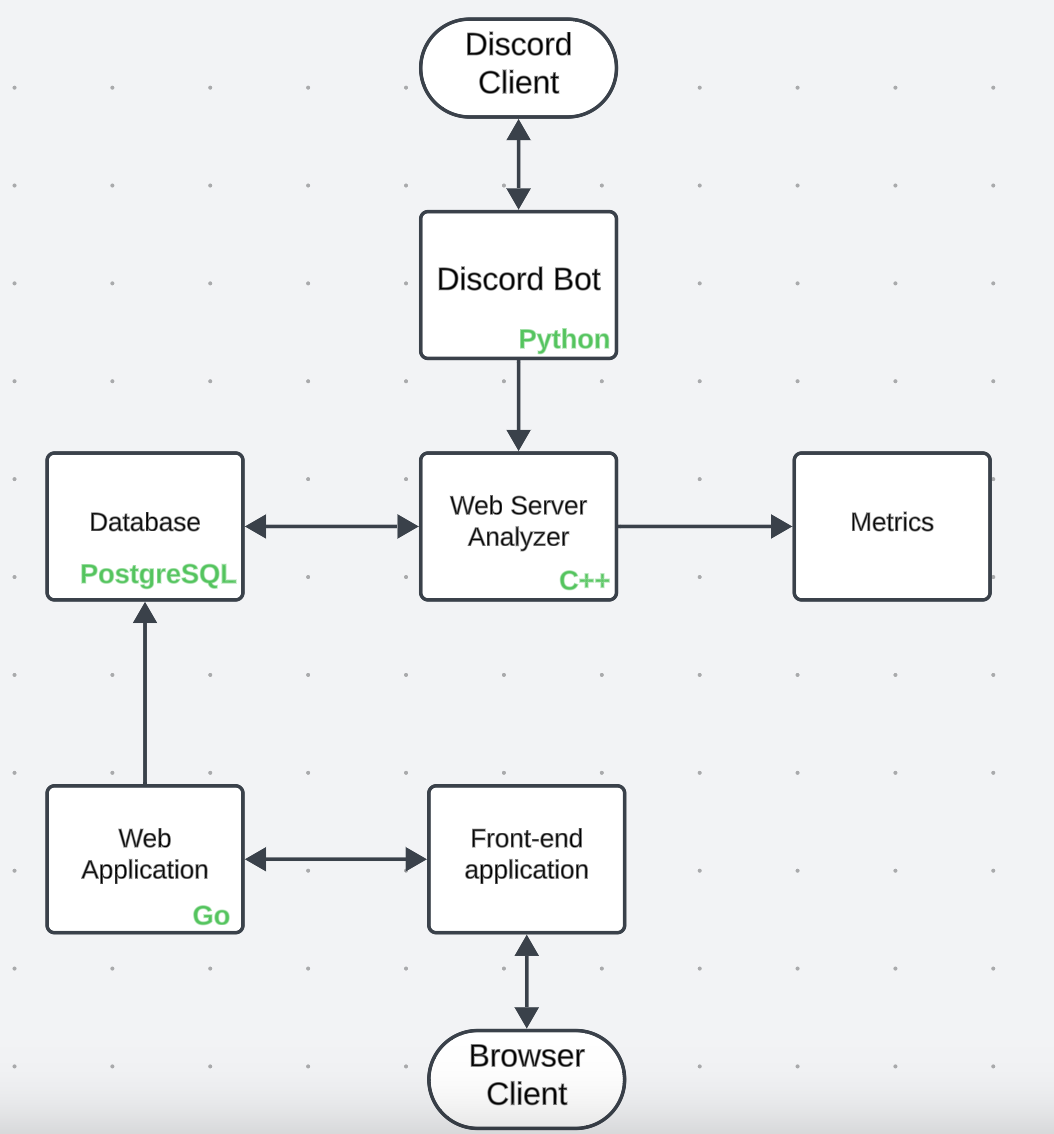 Discord
Client
Discord Bot
Python
Database
PostgreSQL
Web Server
Analyzer
C++
Metrics
Web
Application
Go
Front-end
application
Browser
Client